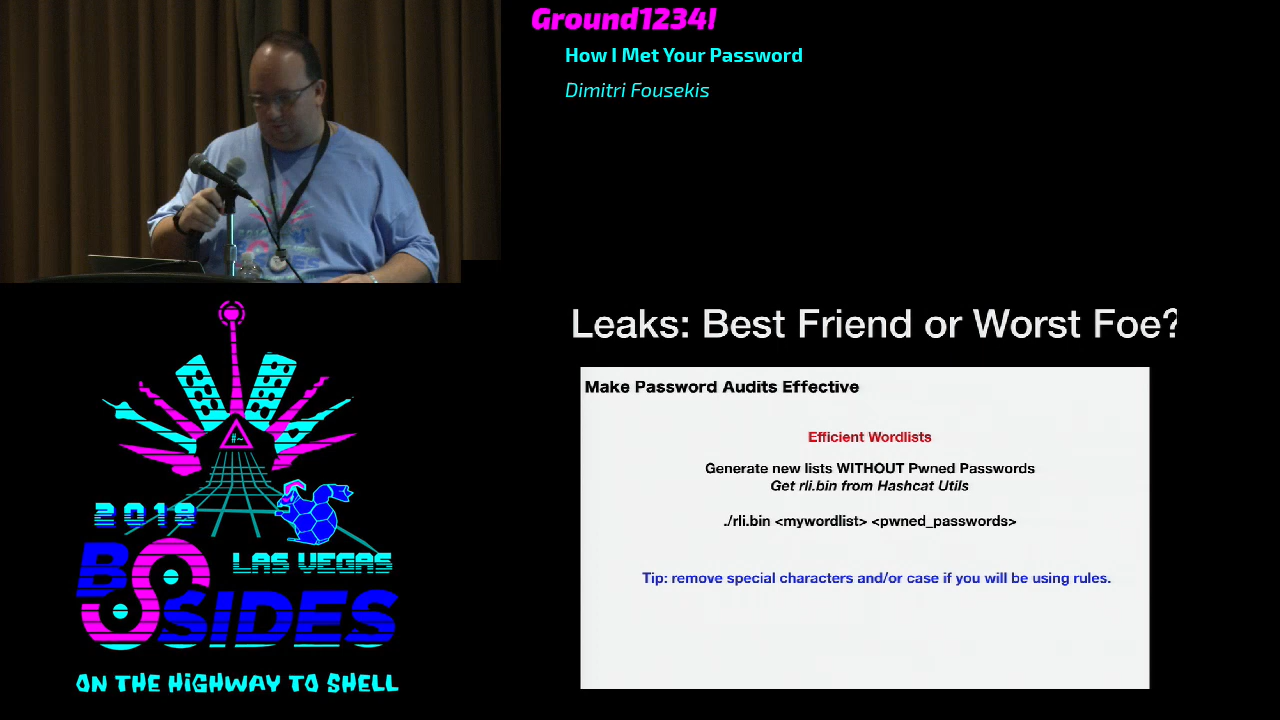 Ground1234!
How I Met Your Password
Dimitri Fousekis
Leaks: Best Friend or Worst Foe?
Make Password Audits Effective
Efficient Wordlists
Generate new lists WITHOUT Pwned Passwords
Get rli.bin from Hashcat Utils
./rli.bin <mywordlist> <pwned_passwords>
Tip: remove special characters and/or case if you will be using rules.
#~
2018
LAS VEGAS
BSIDES
ON THE HiGHWAY TO SHELL